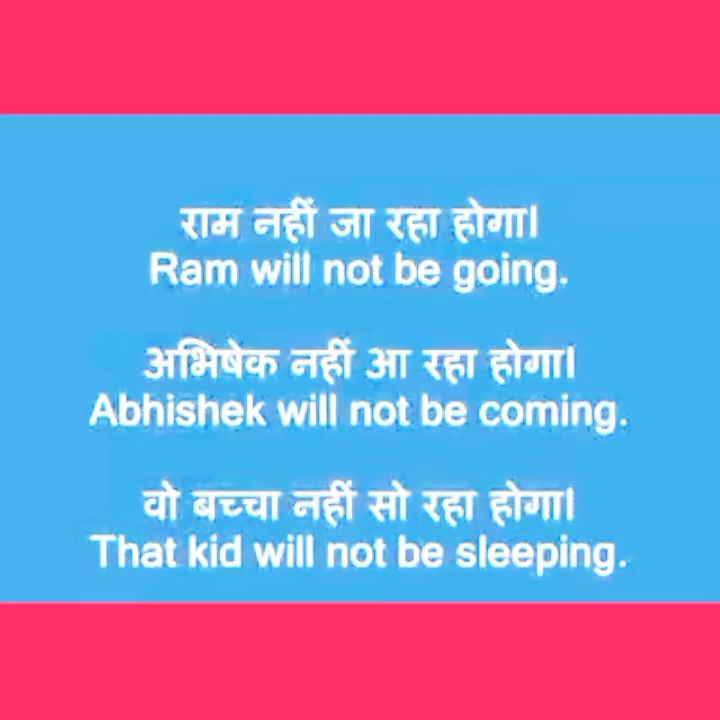 राम नहीं जा रहा होगा।
Ram will not be going.
अभिषेक नहीं आ रहा होगा।
Abhishek will not be coming.
वो बच्चा नहीं सो रहा होगा।
That kid will not be sleeping.